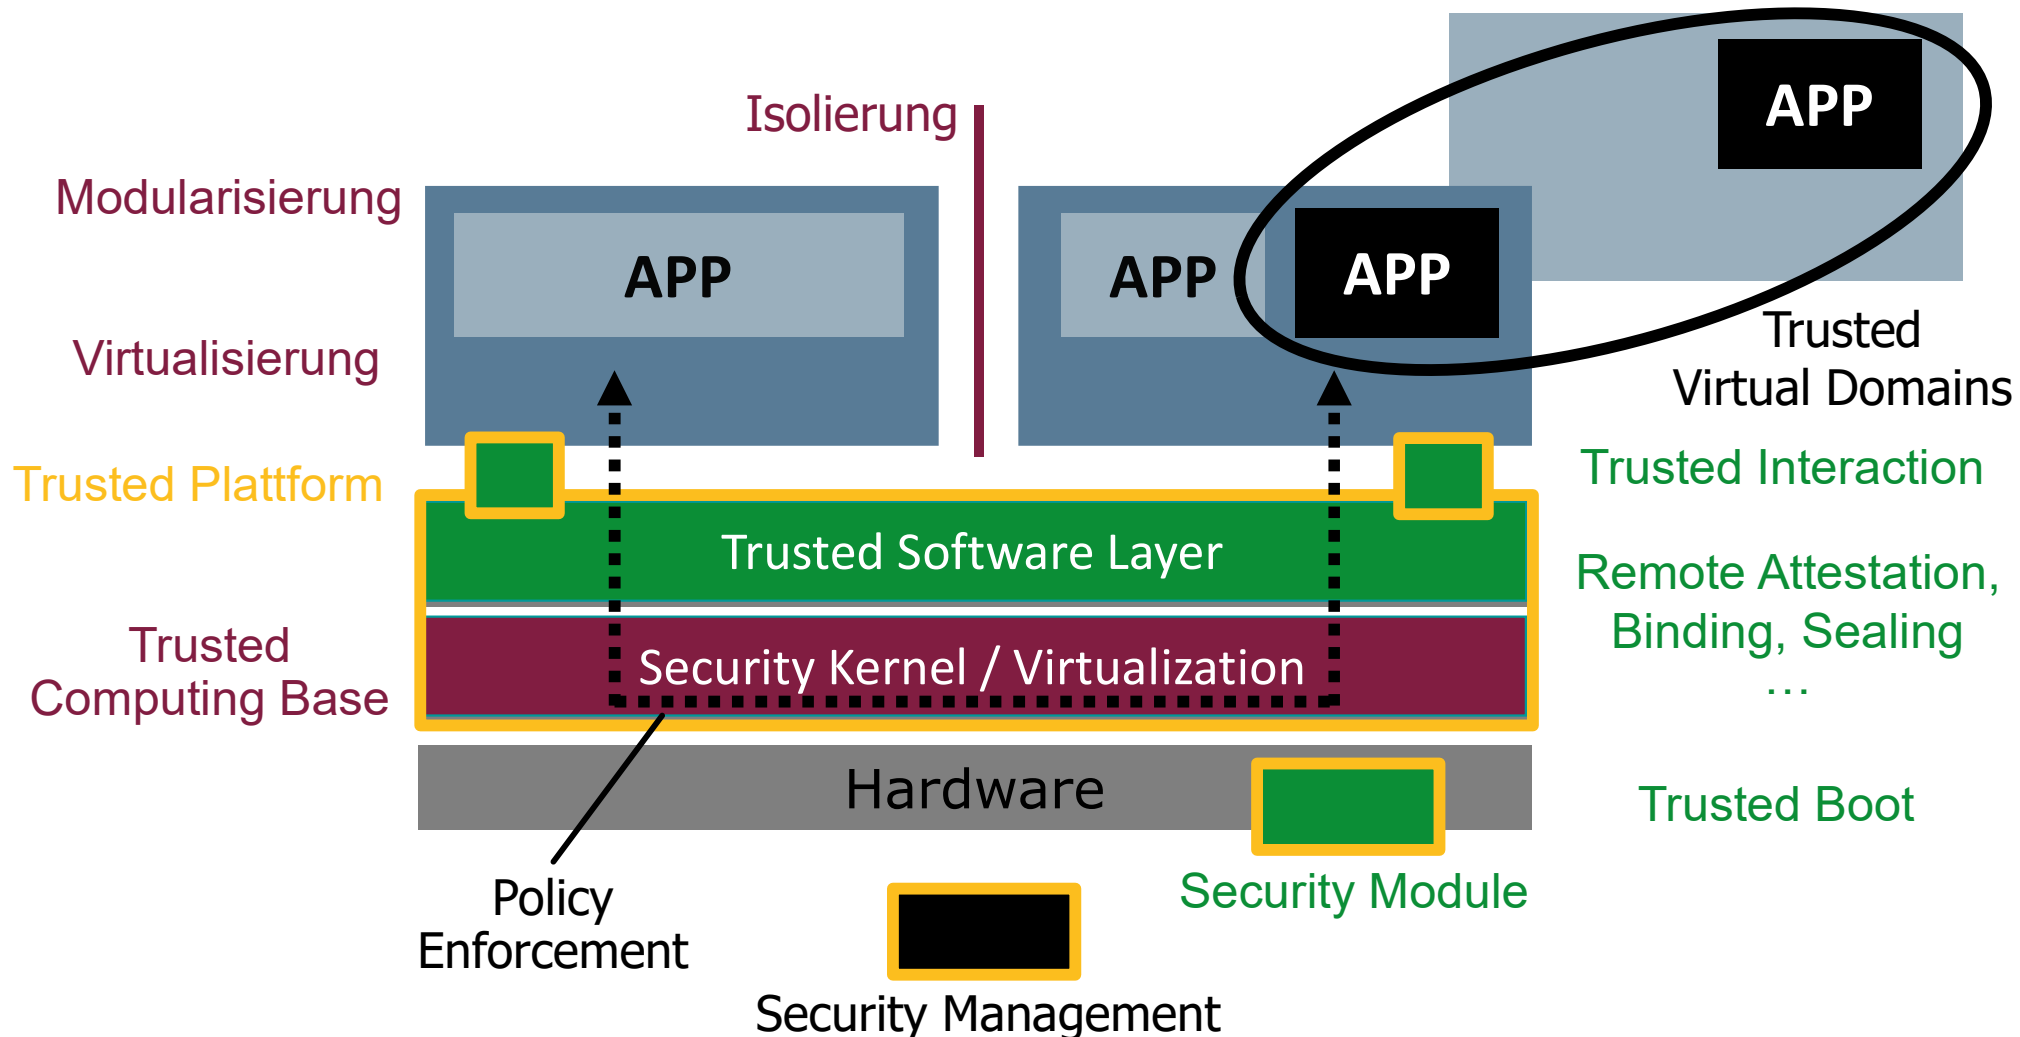 APP
Isolierung
Modularisierung
APP
APP
APP
Virtualisierung
Trusted
Virtual Domains
Trusted Plattform
Trusted Interaction
Trusted Software Layer
Remote Attestation,
Binding, Sealing
...
Trusted
Computing Base
Security Kernel / Virtualization
Hardware
Trusted Boot
Policy
Enforcement
Security Module
Security Management